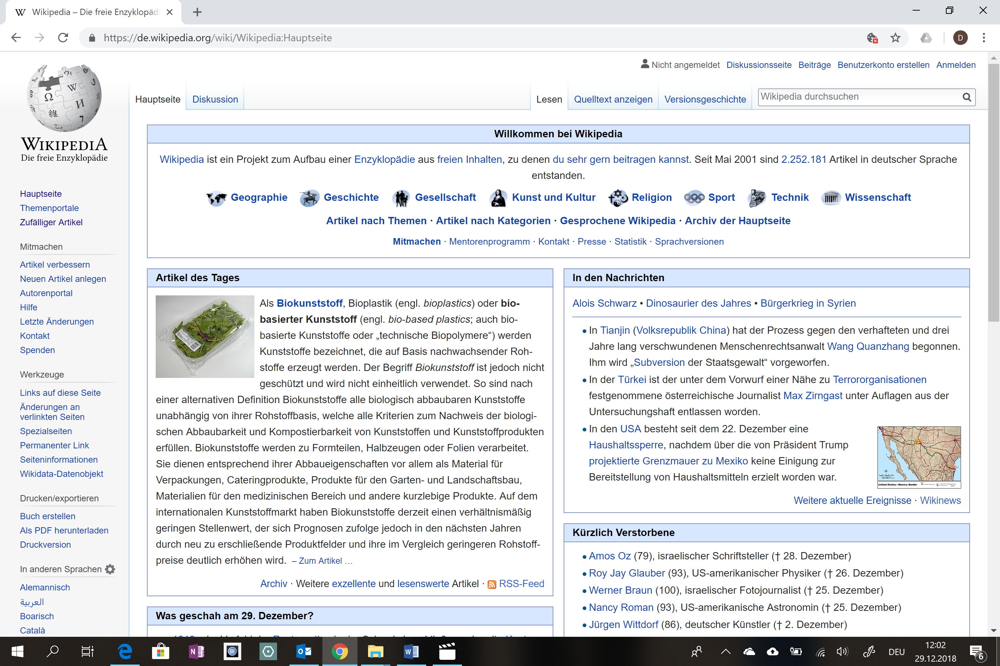 Wikipedia – Die freie Enzyklopädi
https://de.wikipedia.org/wiki/Wikipedia:Hauptseite
D
Nicht angemeldet Diskussionsseite Beiträge Benutzerkonto erstellen Anmelden
Hauptseite Diskussion Lesen Quelltext anzeigen Versionsgeschichte Wikipedia durchsuchen
WIKIPEDIA
Die freie Enzyklopädie
Hauptseite
Themenportale
Zufälliger Artikel
Mitmachen
Artikel verbessern
Neuen Artikel anlegen
Autorenportal
Hilfe
Letzte Änderungen
Kontakt
Spenden
Werkzeuge
Links auf diese Seite
Änderungen an
verlinkten Seiten
Spezialseiten
Permanenter Link
Seiteninformationen
Wikidata-Datenobjekt
Drucken/exportieren
Buch erstellen
Als PDF herunterladen
Druckversion
In anderen Sprachen
Alemannisch
العربية
Boarisch
Català
Willkommen bei Wikipedia
Wikipedia ist ein Projekt zum Aufbau einer Enzyklopädie aus freien Inhalten, zu denen du sehr gern beitragen kannst. Seit Mai 2001 sind 2.252.181 Artikel in deutscher Sprache
entstanden.
Geographie Geschichte Gesellschaft Kunst und Kultur Religion Sport Technik Wissenschaft
Artikel nach Themen · Artikel nach Kategorien · Gesprochene Wikipedia · Archiv der Hauptseite
Mitmachen · Mentorenprogramm · Kontakt · Presse · Statistik · Sprachversionen
Artikel des Tages
Als Biokunststoff, Bioplastik (engl. bioplastics) oder bio-
basierter Kunststoff (engl. bio-based plastics; auch bio-
basierte Kunststoffe oder „technische Biopolymere“) werden
Kunststoffe bezeichnet, die auf Basis nachwachsender Roh-
stoffe erzeugt werden. Der Begriff Biokunststoff ist jedoch nicht
geschützt und wird nicht einheitlich verwendet. So sind nach
einer alternativen Definition Biokunststoffe alle biologisch abbaubaren Kunststoffe
unabhängig von ihrer Rohstoffbasis, welche alle Kriterien zum Nachweis der biologi-
schen Abbaubarkeit und Kompostierbarkeit von Kunststoffen und Kunststoffprodukten
erfüllen. Biokunststoffe werden zu Formteilen, Halbzeugen oder Folien verarbeitet.
Sie dienen entsprechend ihrer Abbaueigenschaften vor allem als Material für
Verpackungen, Cateringprodukte, Produkte für den Garten- und Landschaftsbau,
Materialien für den medizinischen Bereich und andere kurzlebige Produkte. Auf dem
internationalen Kunststoffmarkt haben Biokunststoffe derzeit einen verhältnismäßig
geringen Stellenwert, der sich Prognosen zufolge jedoch in den nächsten Jahren
durch neu zu erschließende Produktfelder und ihre im Vergleich geringeren Rohstoff-
preise deutlich erhöhen wird. – Zum Artikel …
Archiv · Weitere exzellente und lesenswerte Artikel · RSS-Feed
Was geschah am 29. Dezember?
In den Nachrichten
Alois Schwarz • Dinosaurier des Jahres • Bürgerkrieg in Syrien
• In Tianjin (Volksrepublik China) hat der Prozess gegen den verhafteten und drei
Jahre lang verschwundenen Menschenrechtsanwalt Wang Quanzhang begonnen.
Ihm wird „Subversion der Staatsgewalt“ vorgeworfen.
• In der Türkei ist der unter dem Vorwurf einer Nähe zu Terrororganisationen
festgenommene österreichische Journalist Max Zirngast unter Auflagen aus der
Untersuchungshaft entlassen worden.
• In den USA besteht seit dem 22. Dezember eine
Haushaltssperre, nachdem über die von Präsident Trump
projektierte Grenzmauer zu Mexiko keine Einigung zur
Bereitstellung von Haushaltsmitteln erzielt worden war.
United States – Mexico Border
Weitere aktuelle Ereignisse · Wikinews
Kürzlich Verstorbene
• Amos Oz (79), israelischer Schriftsteller († 28. Dezember)
• Roy Jay Glauber (93), US-amerikanischer Physiker († 26. Dezember)
• Werner Braun (100), israelischer Fotojournalist († 25. Dezember)
• Nancy Roman (93), US-amerikanische Astronomin († 25. Dezember)
• Jürgen Wittdorf (86), deutscher Künstler († 2. Dezember)
DEU
12:02
29.12.2018
6